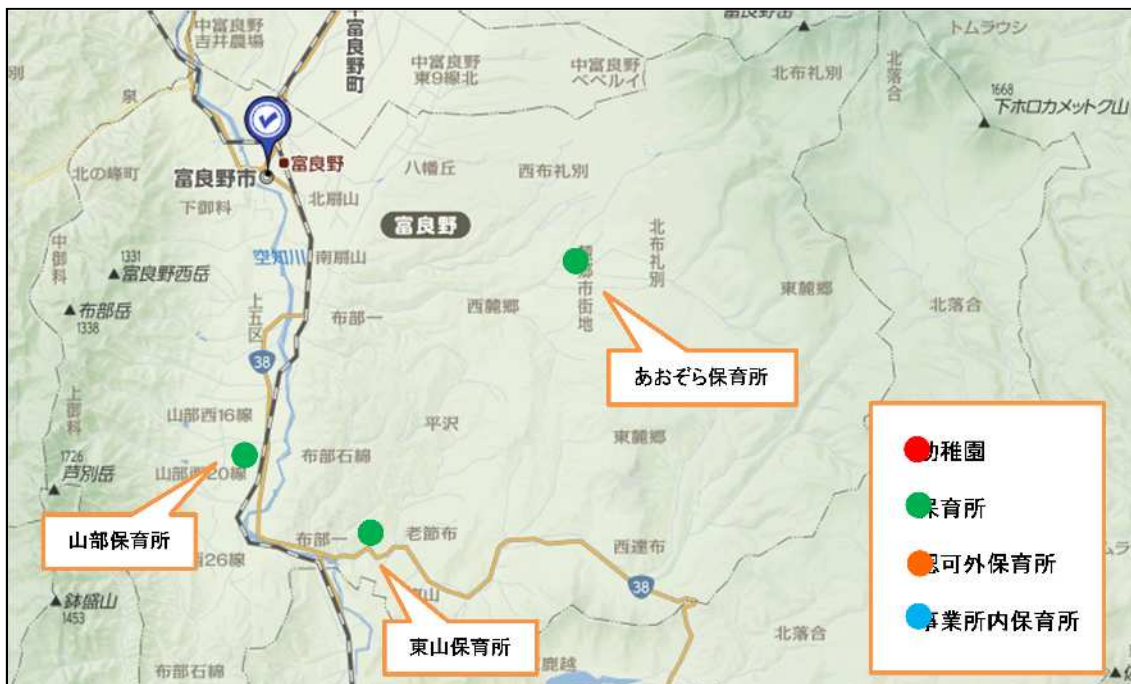 中富良野
吉井農場
中富良野町
中富良野
東9線北
中富良野
ベベルイ
北布礼別
北落合
トムラウシ
1668
下ホロカメットク山
別
泉
北の峰町
富良野
富良野市
下御料
北扇山
八幡丘
西布礼別
富良野
中御料
1331
富良野西岳
空知川
南扇山
北布礼別
市街地
東麓郷
北落合
布部岳
1338
上五区
布部一
西麓郷
38
あおぞら保育所
上御料
山部西16線
平沢
東麓郷
幼稚園
1726
芦別岳
山部西20線
布部石綿
保育所
山部保育所
布部一
老節布
西達布
認可外保育所
西26線
38
鉢盛山
1453
東山保育所
事業所内保育所
北落合
布部石綿
鹿越